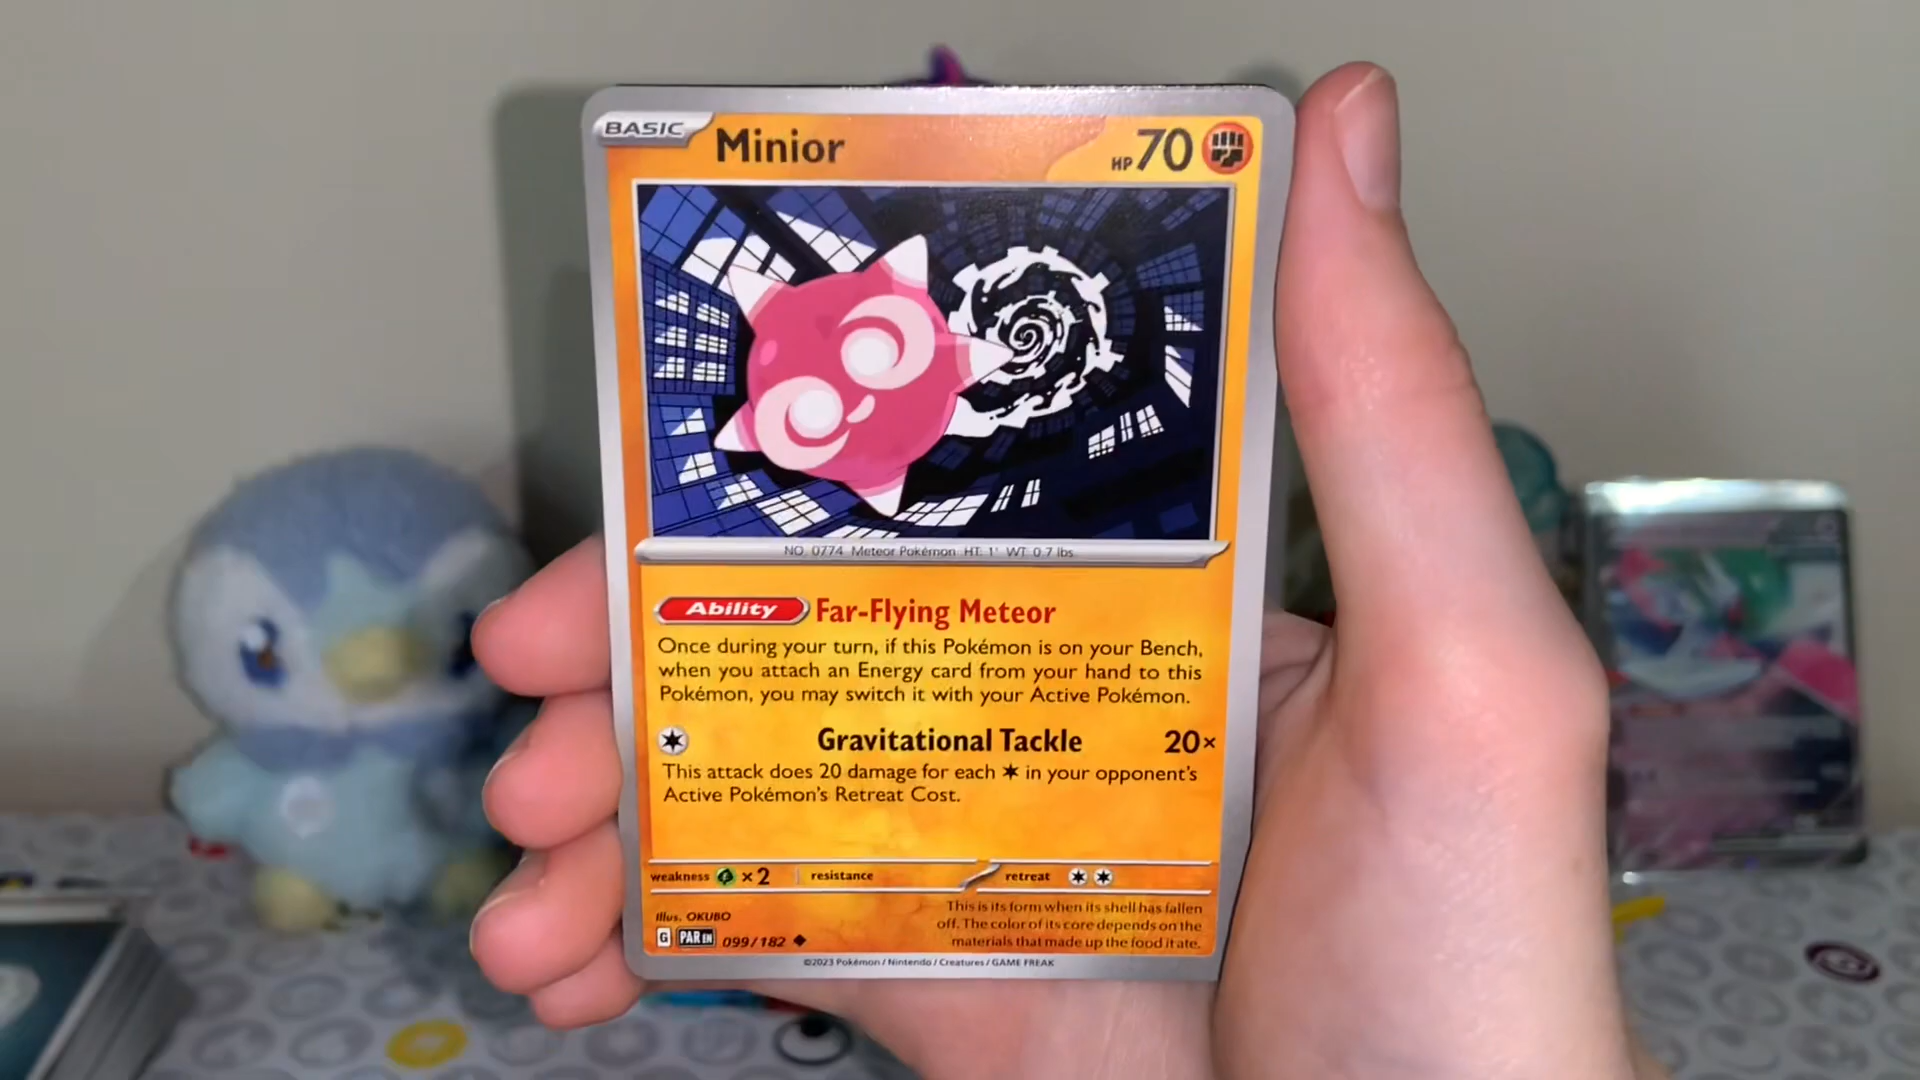 BASIC Minior HP 70
NO. 0774 Meteor Pokémon HT: 1' WT: 0.7 lbs.
Ability Far-Flying Meteor
Once during your turn, if this Pokémon is on your Bench,
when you attach an Energy card from your hand to this
Pokémon, you may switch it with your Active Pokémon.
Gravitational Tackle 20×
This attack does 20 damage for each in your opponent's
Active Pokémon's Retreat Cost.
weakness ×2 resistance retreat
This is its form when its shell has fallen
off. The color of its core depends on the
materials that made up the food it ate.
Illus. OKUBO
G PAR EN 099/182
©2023 Pokémon / Nintendo / Creatures / GAME FREAK